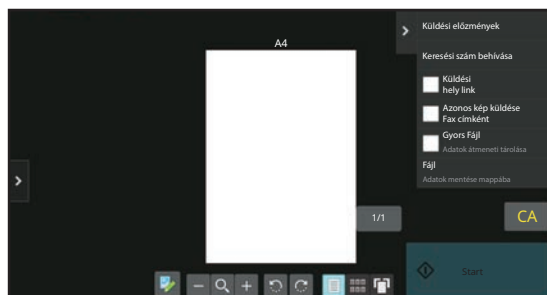 A4
Küldési előzmények
Keresési szám behívása
Küldési
hely link
Azonos kép küldése
Fax címként
Gyors Fájl
Adatok átmeneti tárolása
Fájl
Adatok mentése mappába
1/1
CA
Start